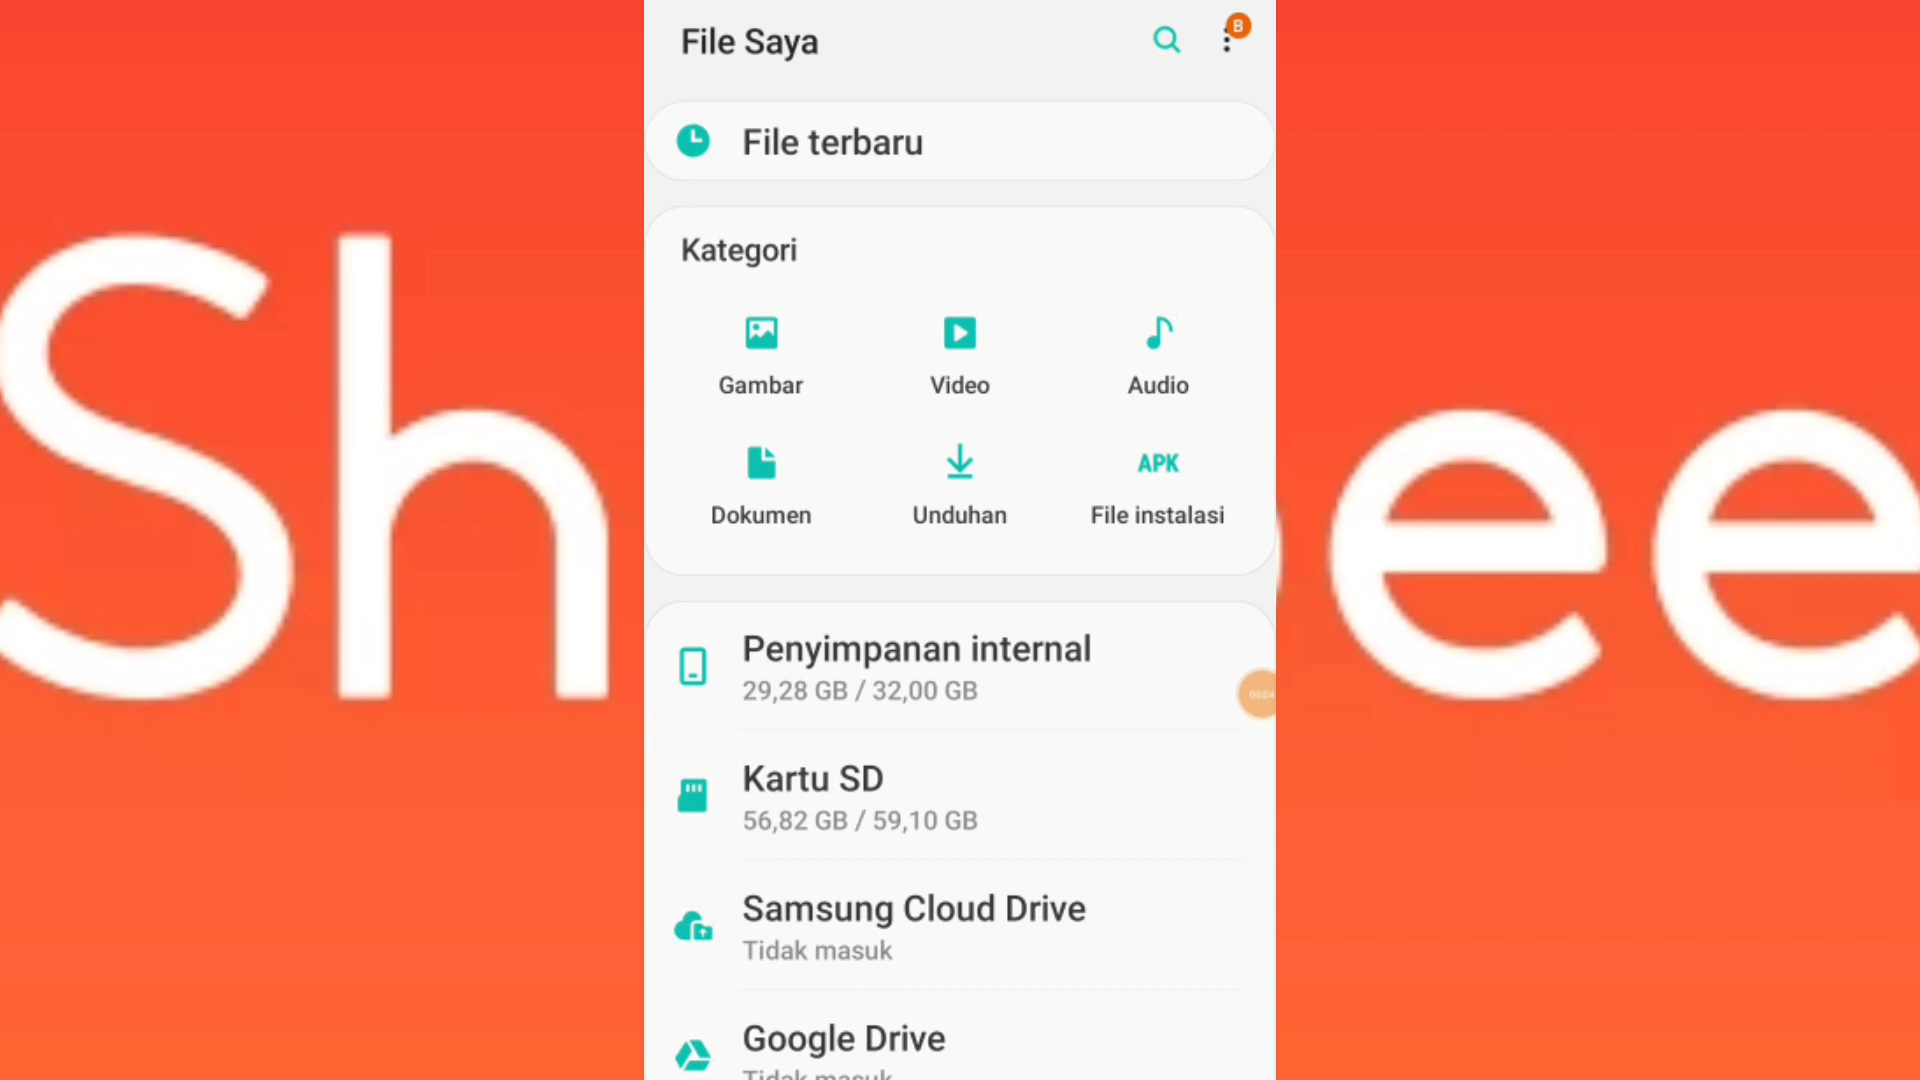 File Saya
B
File terbaru
Kategori
Gambar
Video
Audio
APK
Dokumen
Unduhan
File instalasi
Penyimpanan internal
29,28 GB / 32,00 GB
Kartu SD
56,82 GB / 59,10 GB
Samsung Cloud Drive
Tidak masuk
Google Drive
Tidak masuk
Sh
ee